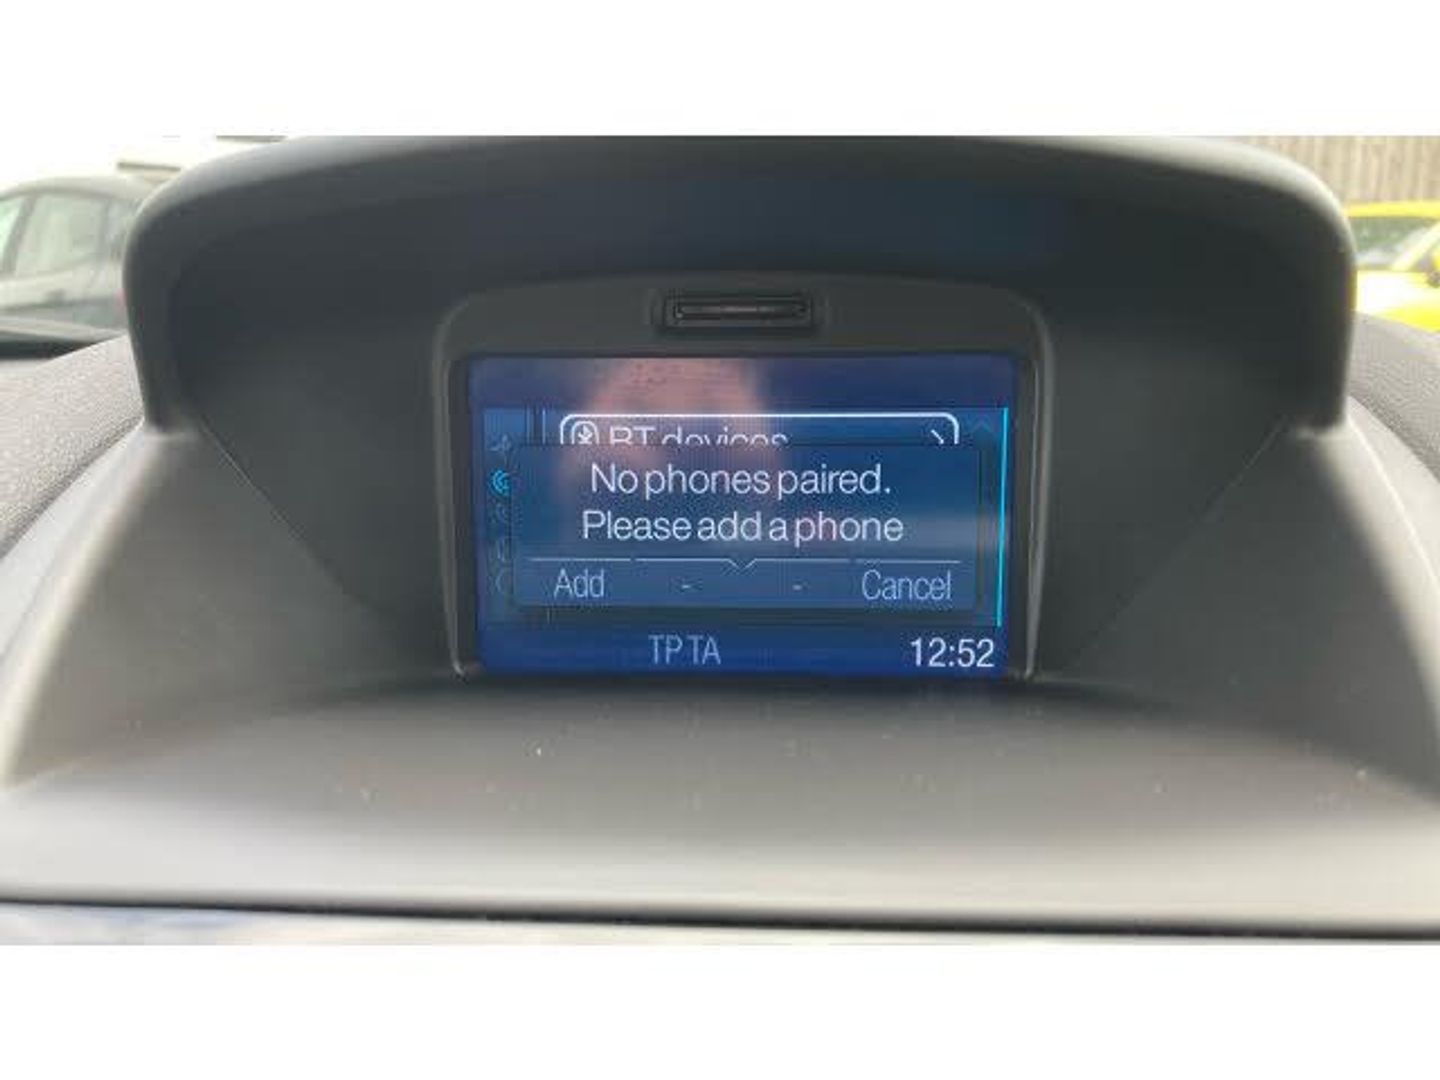 BT devices
No phones paired.
Please add a phone
Add - - Cancel
TP TA 12:52